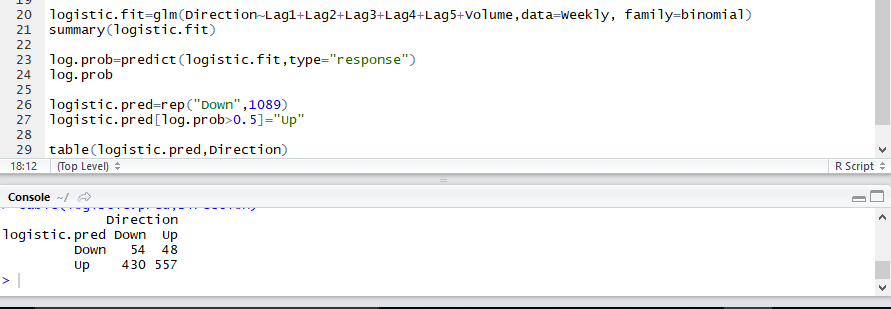 20 logistic.fit=glm(Direction~Lag1+Lag2+Lag3+Lag4+Lag5+Volume,data=Weekly, family=binomial)
21 summary(logistic.fit)
22
23 log.prob=predict(logistic.fit,type="response")
24 log.prob
25
26 logistic.pred=rep("Down",1089)
27 logistic.pred[log.prob>0.5]="Up"
28
29 table(logistic.pred,Direction)
18:12 (Top Level) R Script
Console ~/
Direction
logistic.pred Down Up
Down 54 48
Up 430 557
>